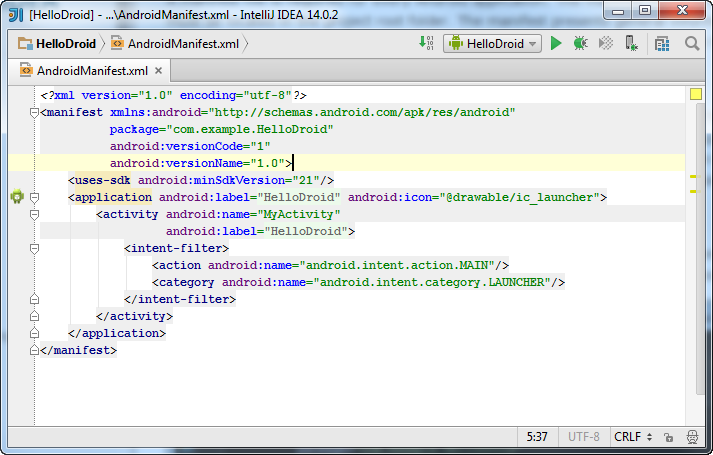 [HelloDroid] - ...\AndroidManifest.xml - IntelliJ IDEA 14.0.2
HelloDroid AndroidManifest.xml HelloDroid
AndroidManifest.xml
<?xml version="1.0" encoding="utf-8"?>
<manifest xmlns:android="http://schemas.android.com/apk/res/android"
package="com.example.HelloDroid"
android:versionCode="1"
android:versionName="1.0">
<uses-sdk android:minSdkVersion="21"/>
<application android:label="HelloDroid" android:icon="@drawable/ic_launcher">
<activity android:name="MyActivity"
android:label="HelloDroid">
<intent-filter>
<action android:name="android.intent.action.MAIN"/>
<category android:name="android.intent.category.LAUNCHER"/>
</intent-filter>
</activity>
</application>
</manifest>
5:37 UTF-8 CRLF